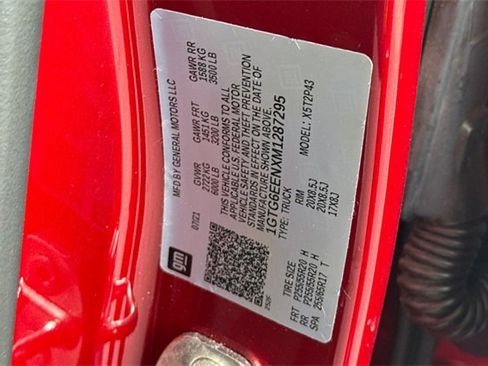 MFD BY GENERAL MOTORS LLC
07/21
GVWR
2722 KG
6000 LB
GAWR FRT
1451 KG
3200 LB
GAWR RR
1588 KG
3500 LB
THIS VEHICLE CONFORMS TO ALL
APPLICABLE U.S. FEDERAL MOTOR
VEHICLE SAFETY AND THEFT PREVENTION
STANDARDS IN EFFECT ON THE DATE OF
MANUFACTURE SHOWN ABOVE.
1GTG6EENXM1287295
TYPE: TRUCK
MODEL: X5T2P43
gm
TIRE SIZE
RIM
FRT P255/55R20 H 20X8.5J
RR P255/55R20 H 20X8.5J
SPA 255/65R17 T 17X8J